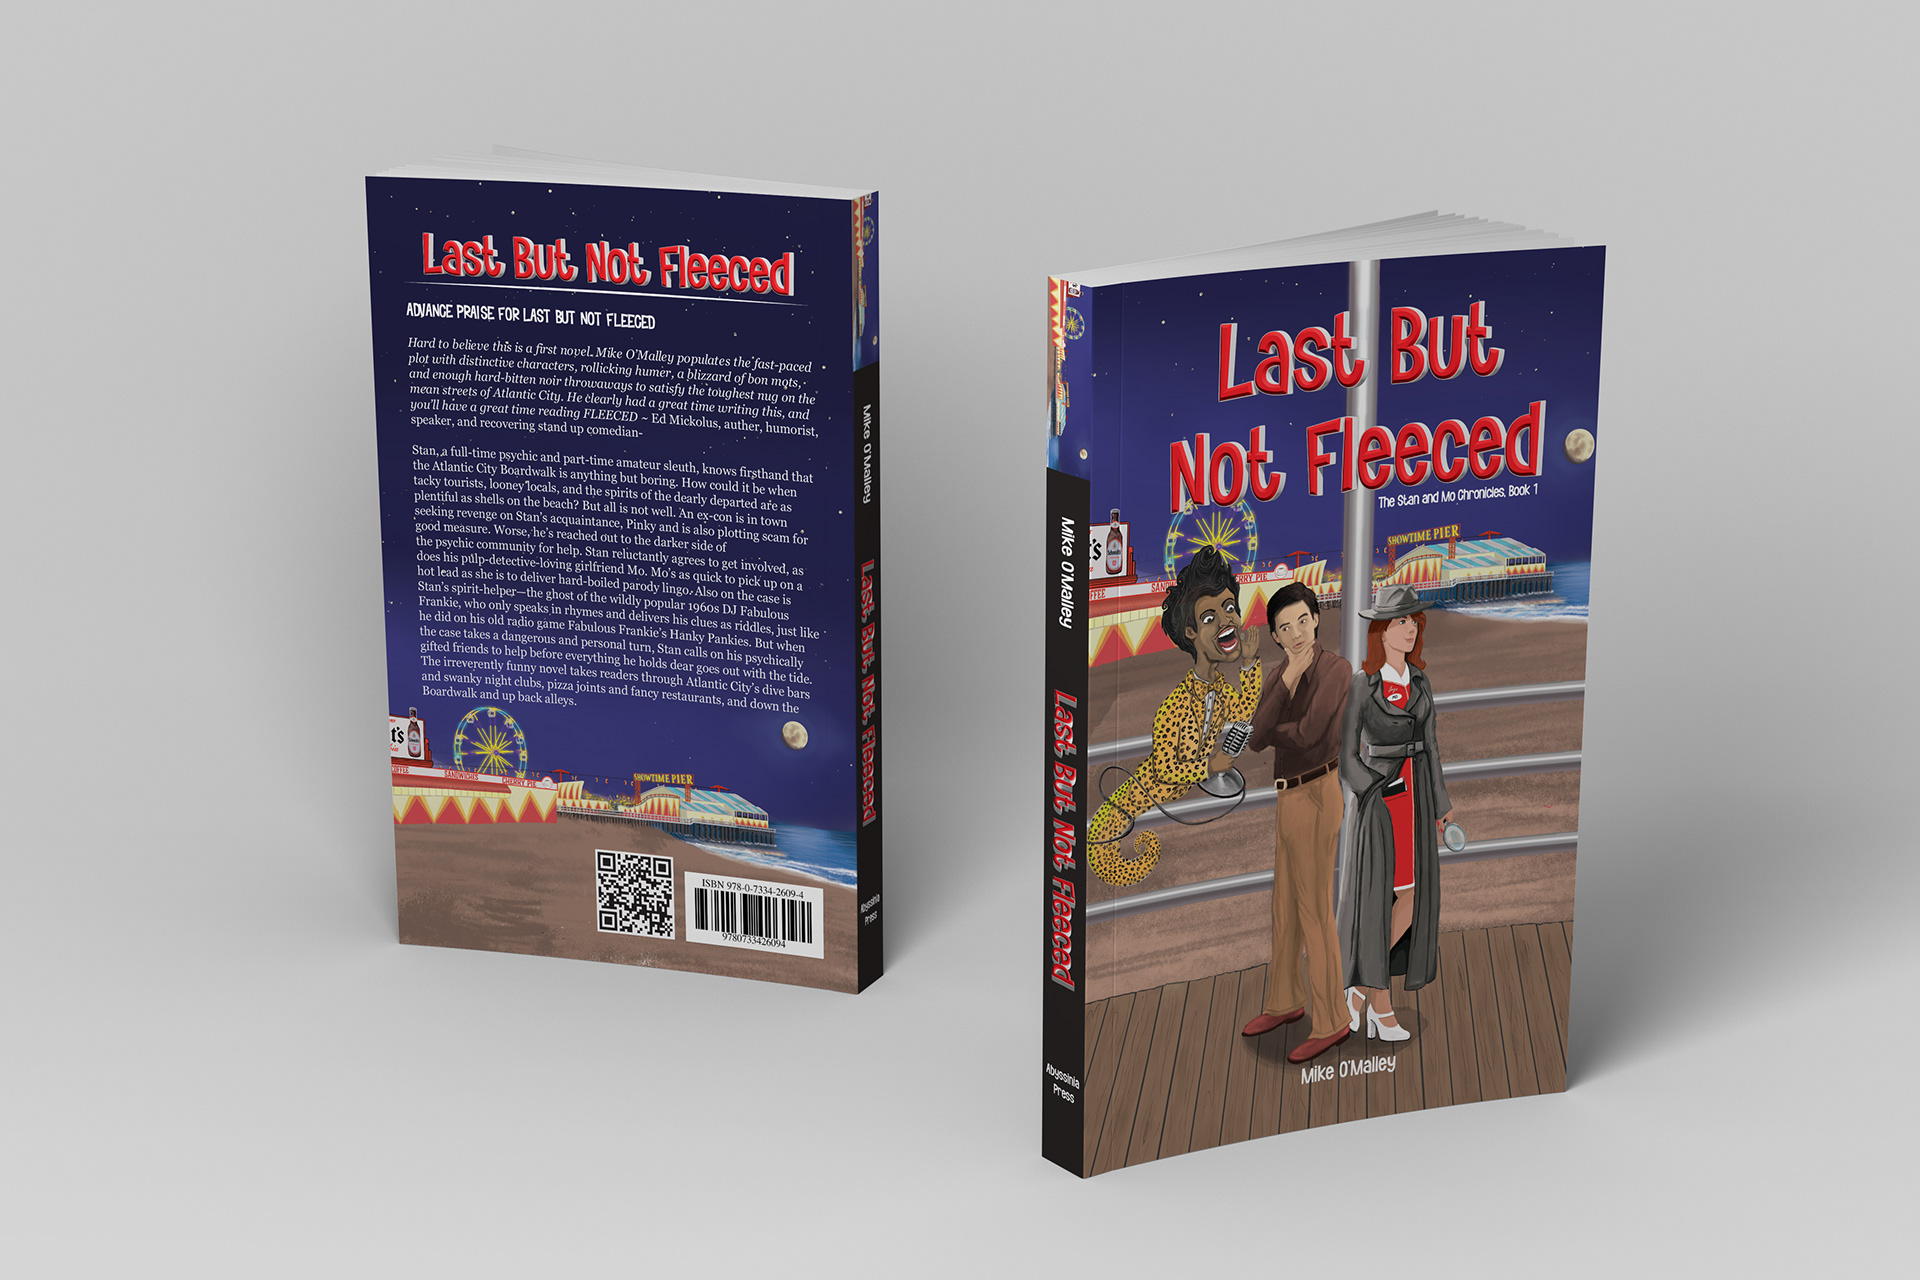 Last But Not Fleeced
ADVANCE PRAISE FOR LAST BUT NOT FLEECED
Hard to believe this is a first novel. Mike O'Malley populates the fast-paced
plot with distinctive characters, rollicking humer, a blizzard of bon mots,
and enough hard-bitten noir throwaways to satisfy the toughest nug on the
mean streets of Atlantic City. He clearly had a great time writing this, and
you'll have a great time reading FLEECED ~ Ed Mickolus, auther, humorist,
speaker, and recovering stand up comedian-
Stan, a full-time psychic and part-time amateur sleuth, knows firsthand that
the Atlantic City Boardwalk is anything but boring. How could it be when
tacky tourists, looney locals, and the spirits of the dearly departed are as
plentiful as shells on the beach? But all is not well. An ex-con is in town
seeking revenge on Stan's acquaintance, Pinky and is also plotting scam for
good measure. Worse, he's reached out to the darker side of
the psychic community for help. Stan reluctantly agrees to get involved, as
does his pulp-detective-loving girlfriend Mo. Mo's as quick to pick up on a
hot lead as she is to deliver hard-boiled parody lingo. Also on the case is
Stan's spirit-helper—the ghost of the wildly popular 1960s DJ Fabulous
Frankie, who only speaks in rhymes and delivers his clues as riddles, just like
he did on his old radio game Fabulous Frankie's Hanky Pankies. But when
the case takes a dangerous and personal turn, Stan calls on his psychically
gifted friends to help before everything he holds dear goes out with the tide.
The irreverently funny novel takes readers through Atlantic City's dive bars
and swanky night clubs, pizza joints and fancy restaurants, and down the
Boardwalk and up back alleys.
t's
COFFEE
SANDWICHES
CHERRY PIE
SHOWTIME PIER
ISBN 978-0-7334-2609-4
9780733426094
Mike O'Malley
Last But Not Fleeced
Abyssinia
Press
Mike O'Malley
Last But Not Fleeced
Abyssinia
Press
Last But
Not Fleeced
The Stan and Mo Chronicles, Book 1
t's
SHOWTIME PIER
FFEE
SANDW
ERRY PIE
Mo
Mike O'Malley